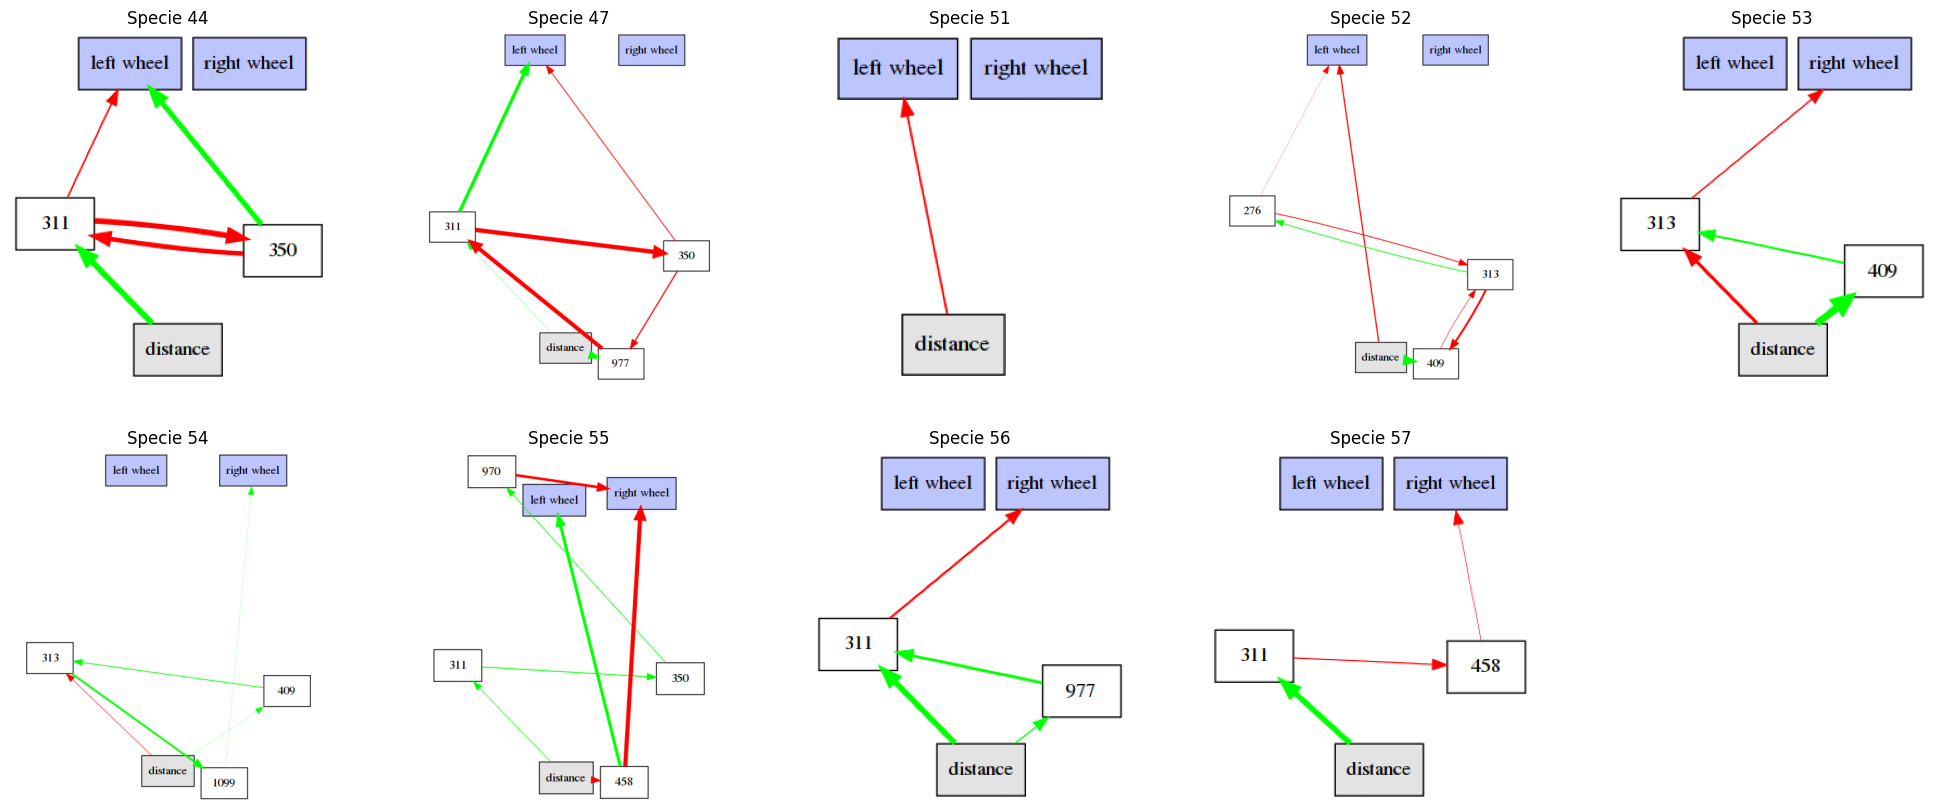 Specie 44
left wheel
right wheel
311
350
distance
Specie 47
left wheel
right wheel
311
350
distance
977
Specie 51
left wheel
right wheel
distance
Specie 52
left wheel
right wheel
276
313
distance
409
Specie 53
left wheel
right wheel
313
409
distance
Specie 54
left wheel
right wheel
313
409
distance
1099
Specie 55
970
left wheel
right wheel
311
350
distance
458
Specie 56
left wheel
right wheel
311
977
distance
Specie 57
left wheel
right wheel
311
458
distance